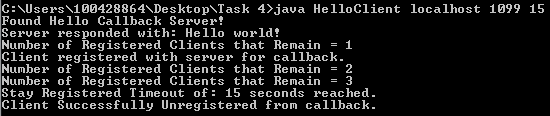 C:\Users\100428864\Desktop\Task 4>java HelloClient localhost 1099 15
Found Hello Callback Server!
Server responded with: Hello world!
Number of Registered Clients that Remain = 1
Client registered with server for callback.
Number of Registered Clients that Remain = 2
Number of Registered Clients that Remain = 3
Stay Registered Timeout of: 15 seconds reached.
Client Successfully Unregistered from callback.